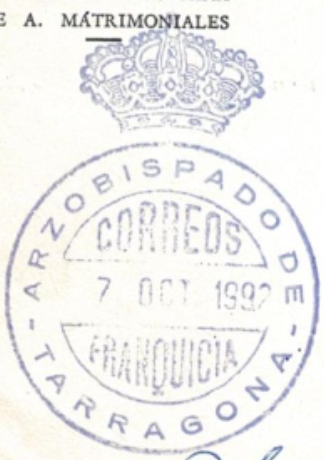 E A. MÁTRIMONIALES
ARZOBISPADO DE
CORREOS
7 OCT 1992
FRANQUICIA
-TARRAGONA-